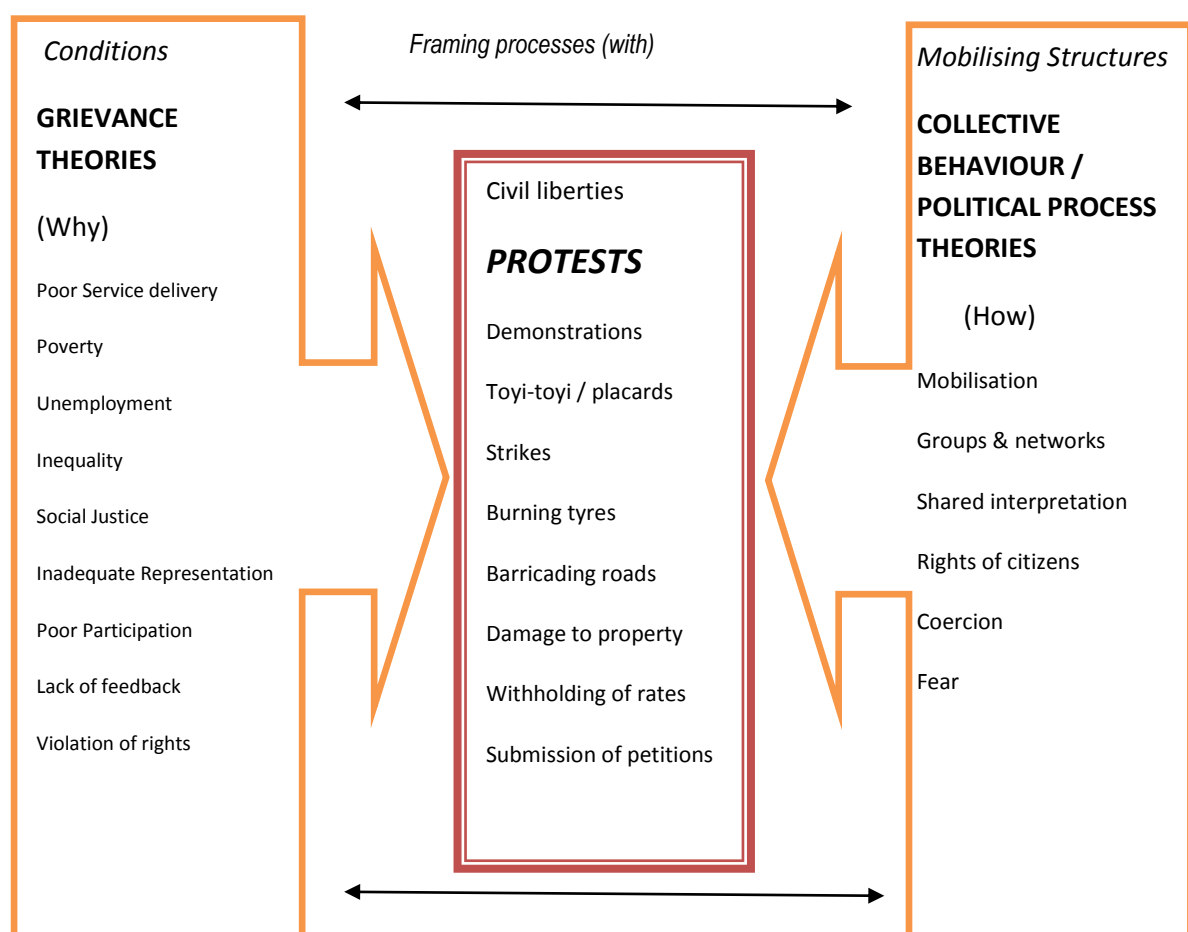 Conditions
GRIEVANCE
THEORIES
(Why)
Poor Service delivery
Poverty
Unemployment
Inequality
Social Justice
Inadequate Representation
Poor Participation
Lack of feedback
Violation of rights
Framing processes (with)
Civil liberties
PROTESTS
Demonstrations
Toyi-toyi / placards
Strikes
Burning tyres
Barricading roads
Damage to property
Withholding of rates
Submission of petitions
Mobilising Structures
COLLECTIVE
BEHAVIOUR /
POLITICAL PROCESS
THEORIES
(How)
Mobilisation
Groups & networks
Shared interpretation
Rights of citizens
Coercion
Fear